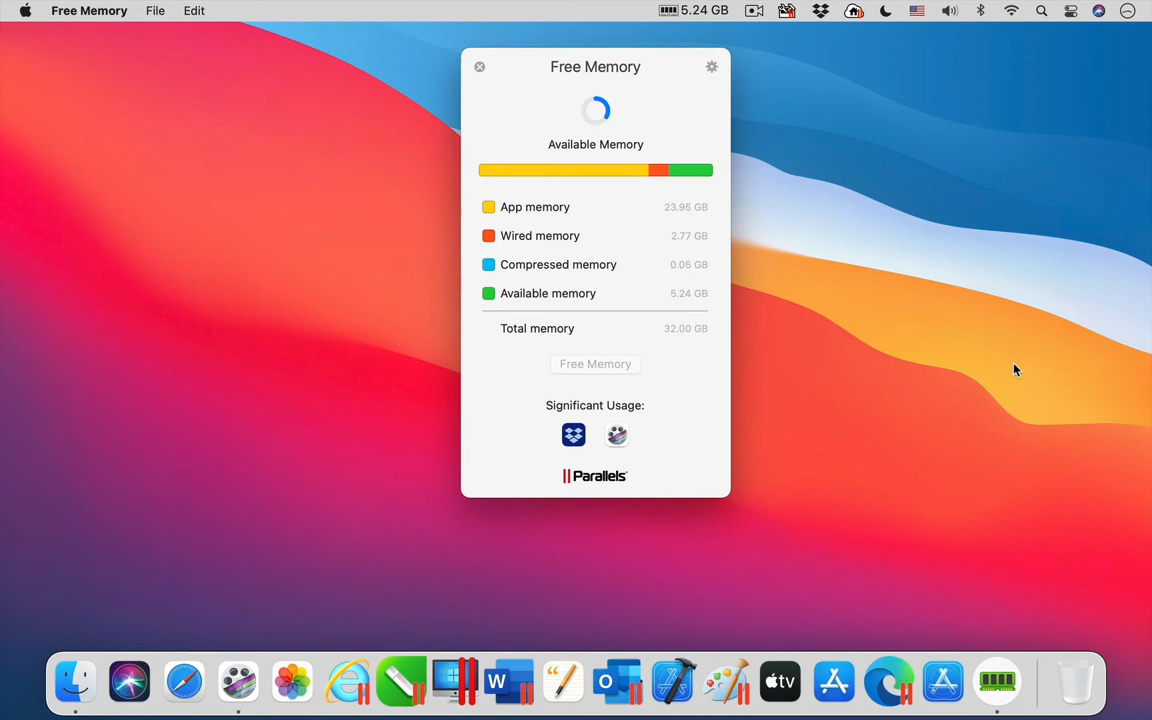 Free Memory File Edit 5.24 GB
Free Memory
Available Memory
App memory 23.95 GB
Wired memory 2.77 GB
Compressed memory 0.05 GB
Available memory 5.24 GB
Total memory 32.00 GB
Free Memory
Significant Usage:
Parallels
W O tv